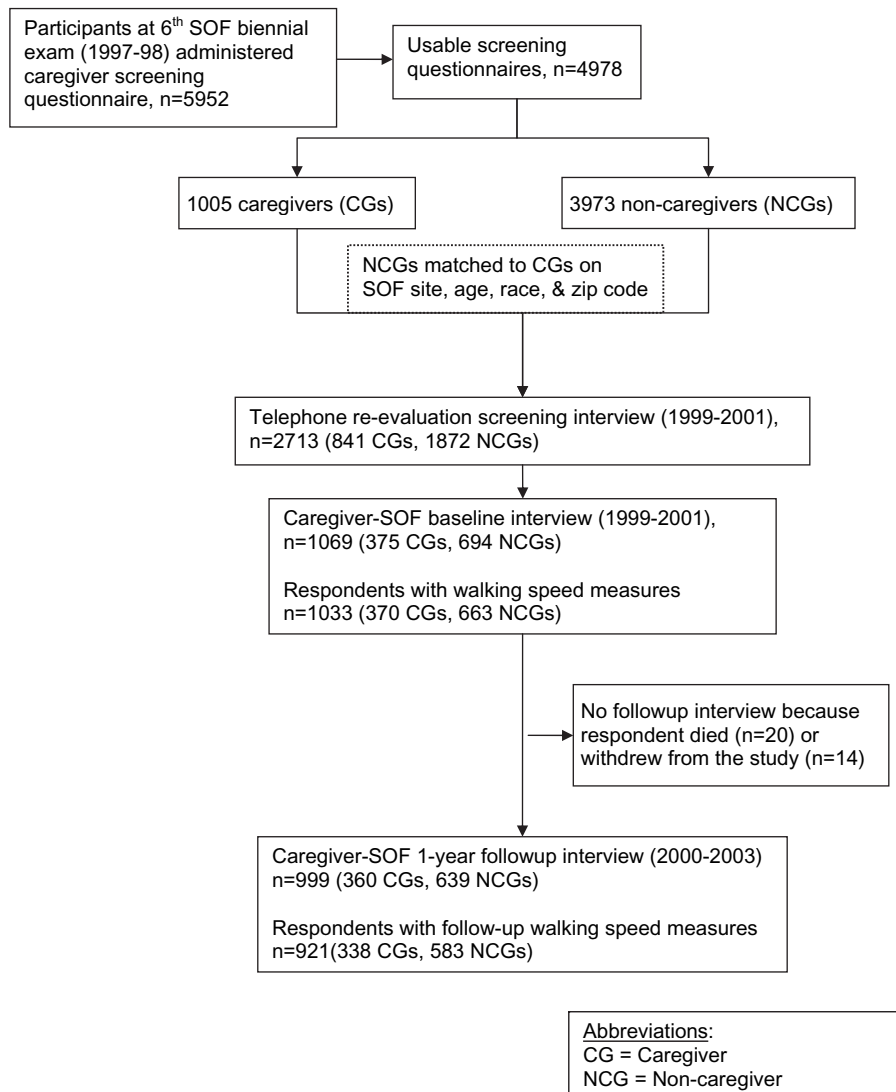 Participants at 6th SOF biennial
exam (1997-98) administered
caregiver screening
questionnaire, n=5952
Usable screening
questionnaires, n=4978
1005 caregivers (CGs)
3973 non-caregivers (NCGs)
NCGs matched to CGs on
SOF site, age, race, & zip code
Telephone re-evaluation screening interview (1999-2001),
n=2713 (841 CGs, 1872 NCGs)
Caregiver-SOF baseline interview (1999-2001),
n=1069 (375 CGs, 694 NCGs)
Respondents with walking speed measures
n=1033 (370 CGs, 663 NCGs)
No followup interview because
respondent died (n=20) or
withdrew from the study (n=14)
Caregiver-SOF 1-year followup interview (2000-2003)
n=999 (360 CGs, 639 NCGs)
Respondents with follow-up walking speed measures
n=921(338 CGs, 583 NCGs)
Abbreviations:
CG = Caregiver
NCG = Non-caregiver